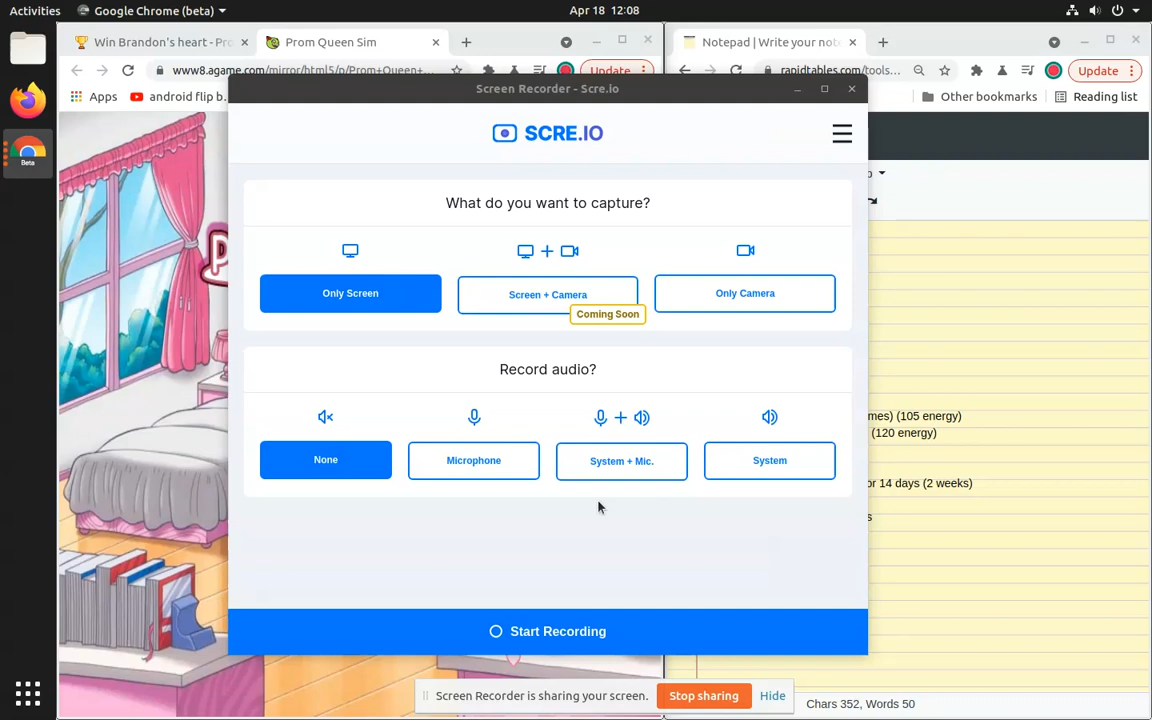 Activities
Google Chrome (beta)
Apr 18 12:08
Win Brandon's heart - Pro
Prom Queen Sim
Notepad | Write your note
www8.agame.com/mirror/html5/p/Prom+Queen+...
Update
rapidtables.com/tools...
Update
Apps
android flip b.
Other bookmarks
Reading list
Screen Recorder - Scre.io
SCRE.IO
What do you want to capture?
Only Screen
Screen + Camera
Only Camera
Coming Soon
Record audio?
None
Microphone
System + Mic.
System
Start Recording
Beta
mes) (105 energy)
(120 energy)
or 14 days (2 weeks)
s
Screen Recorder is sharing your screen.
Stop sharing
Hide
Chars 352, Words 50